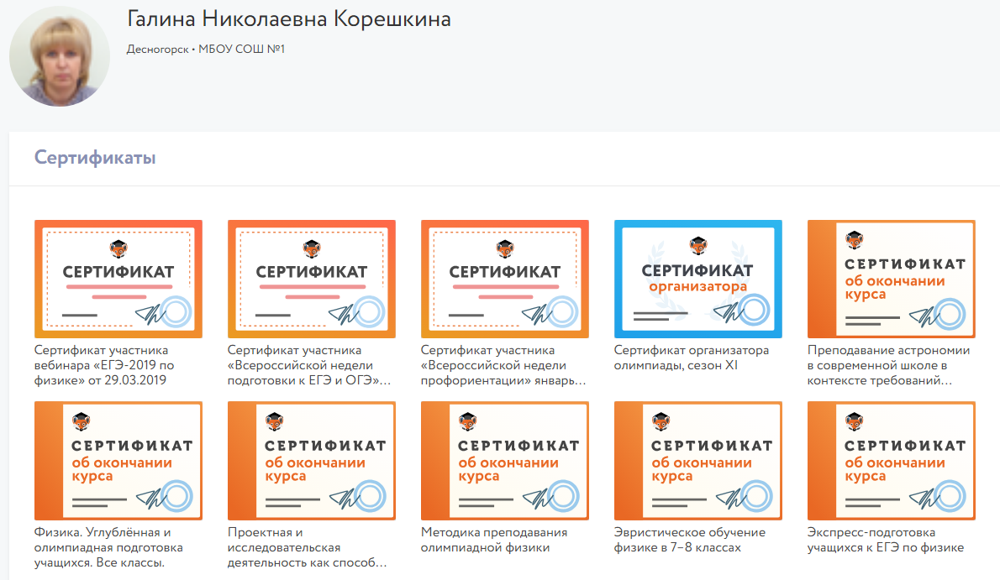 Галина Николаевна Корешкина
Десногорск • МБОУ СОШ №1
Сертификаты
СЕРТИФИКАТ
Сертификат участника
вебинара «ЕГЭ-2019 по
физике» от 29.03.2019
СЕРТИФИКАТ
Сертификат участника
«Всероссийской недели
подготовки к ЕГЭ и ОГЭ»...
СЕРТИФИКАТ
Сертификат участника
«Всероссийской недели
профориентации» январь...
СЕРТИФИКАТ
организатора
Сертификат организатора
олимпиады, сезон XI
СЕРТИФИКАТ
об окончании
курса
Преподавание астрономии
в современной школе в
контексте требований...
СЕРТИФИКАТ
об окончании
курса
Физика. Углублённая и
олимпиадная подготовка
учащихся. Все классы.
СЕРТИФИКАТ
об окончании
курса
Проектная и
исследовательская
деятельность как способ...
СЕРТИФИКАТ
об окончании
курса
Методика преподавания
олимпиадной физики
СЕРТИФИКАТ
об окончании
курса
Эвристическое обучение
физике в 7–8 классах
СЕРТИФИКАТ
об окончании
курса
Экспресс-подготовка
учащихся к ЕГЭ по физике